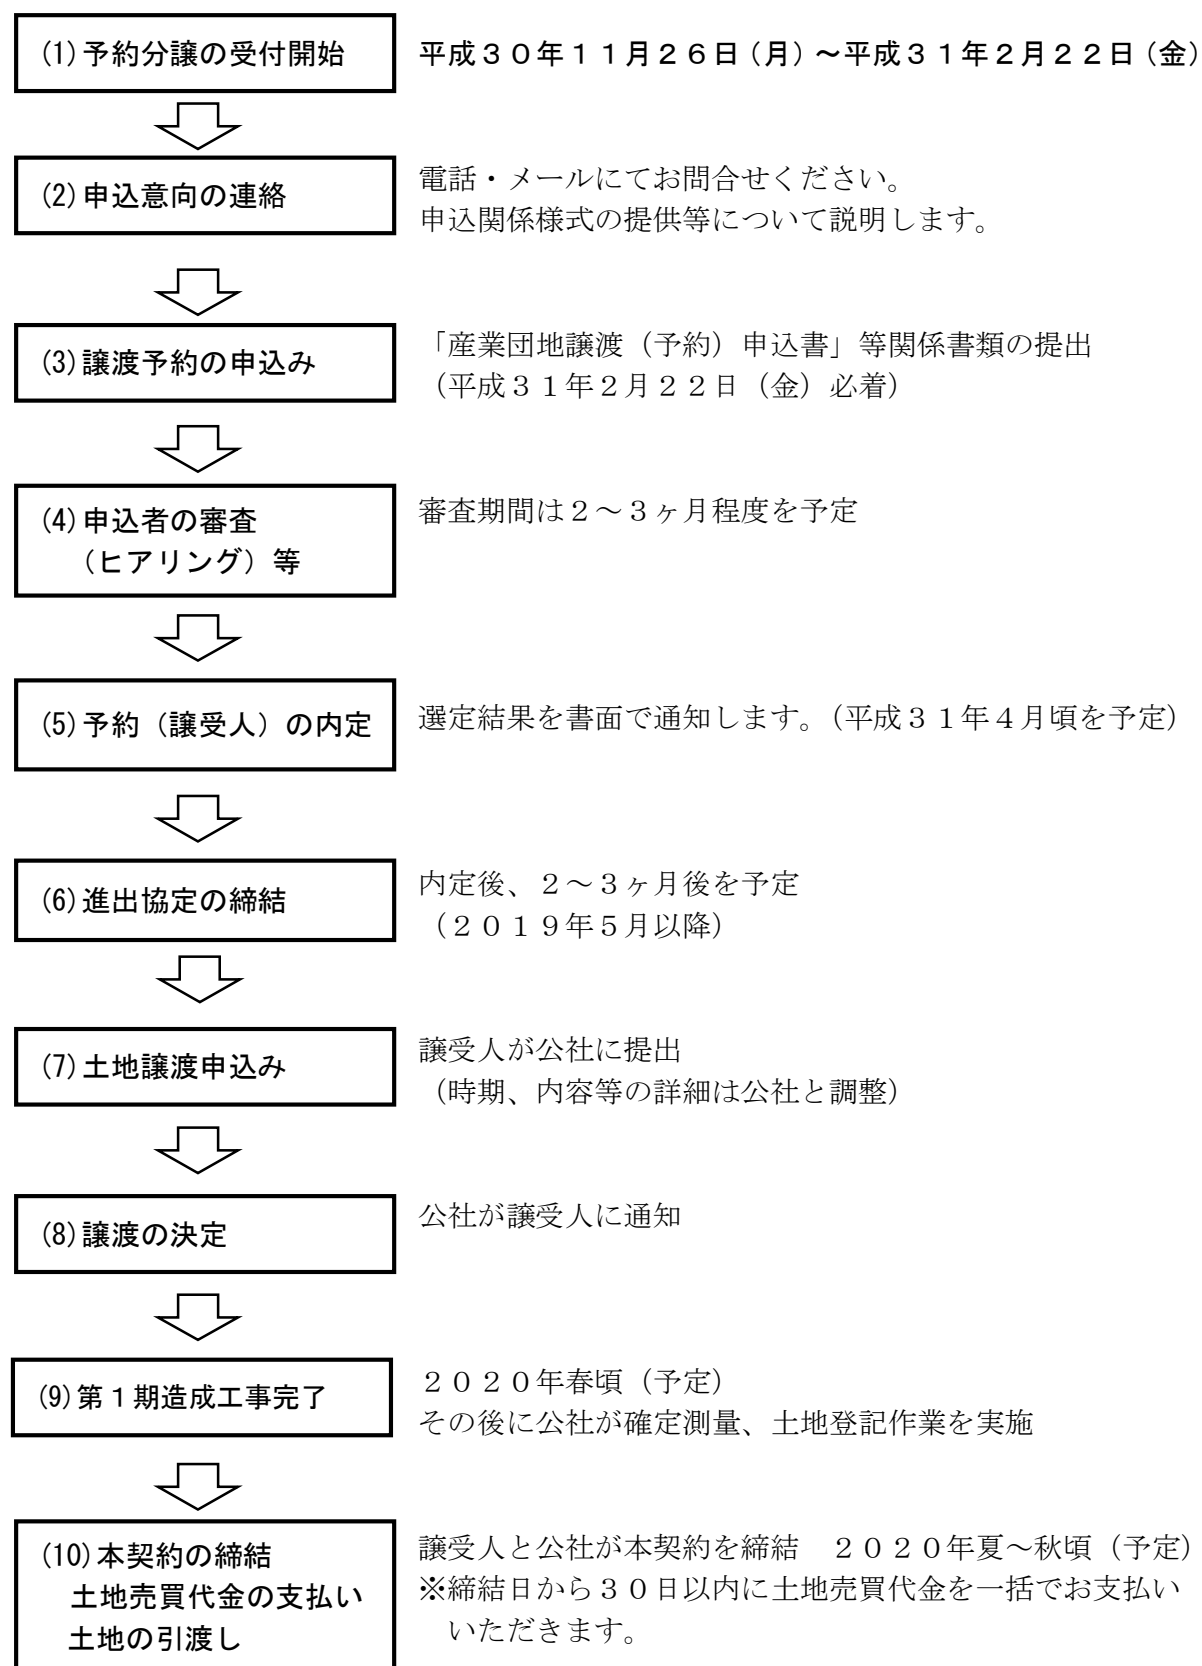 (1)予約分譲の受付開始
平成３０年１１月２６日(月)～平成３１年２月２２日(金)
(2)申込意向の連絡
電話・メールにてお問合せください。
申込関係様式の提供等について説明します。
(3)譲渡予約の申込み
「産業団地譲渡（予約）申込書」等関係書類の提出
（平成３１年２月２２日（金）必着）
(4)申込者の審査
（ヒアリング）等
審査期間は２～３ヶ月程度を予定
(5)予約（譲受人）の内定
選定結果を書面で通知します。（平成３１年４月頃を予定）
(6)進出協定の締結
内定後、２～３ヶ月後を予定
（２０１９年５月以降）
(7)土地譲渡申込み
譲受人が公社に提出
（時期、内容等の詳細は公社と調整）
(8)譲渡の決定
公社が譲受人に通知
(9)第１期造成工事完了
２０２０年春頃（予定）
その後に公社が確定測量、土地登記作業を実施
(10)本契約の締結
土地売買代金の支払い
土地の引渡し
譲受人と公社が本契約を締結　２０２０年夏～秋頃（予定）
※締結日から３０日以内に土地売買代金を一括でお支払い
いただきます。